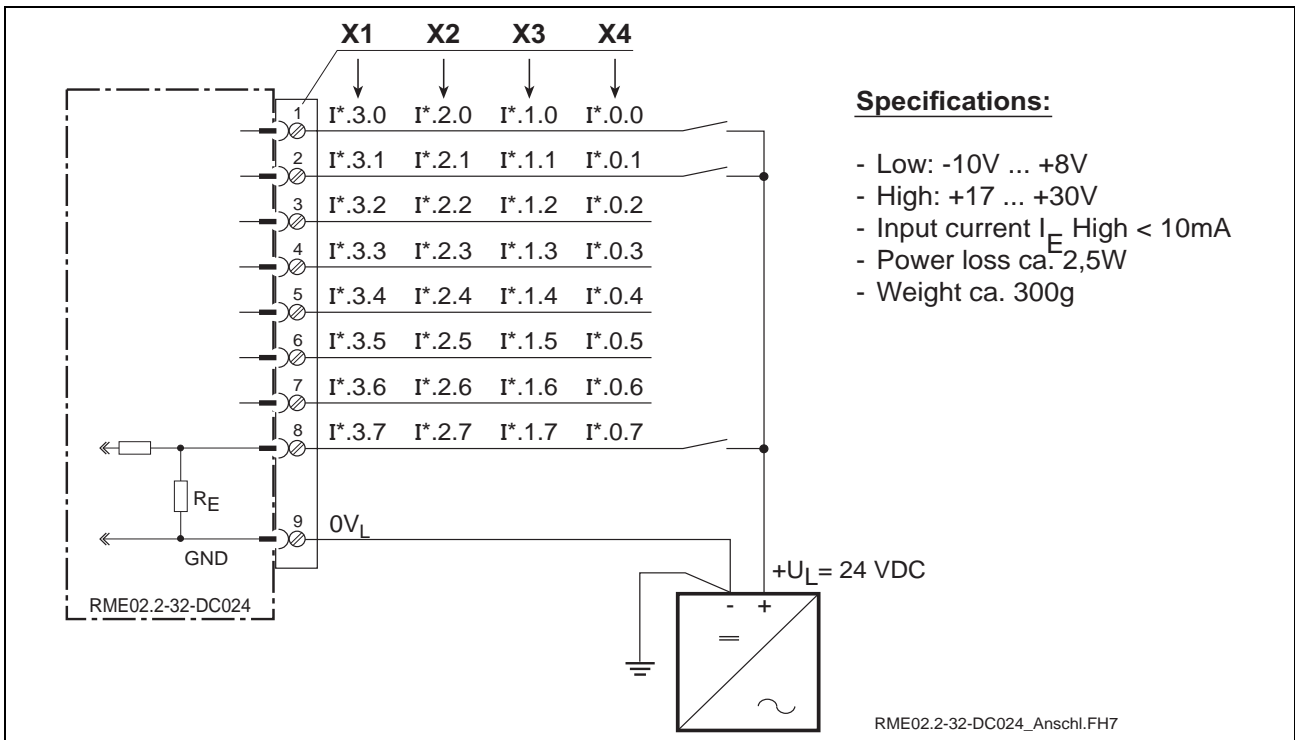 X1 X2 X3 X4
1 I*.3.0 I*.2.0 I*.1.0 I*.0.0
2 I*.3.1 I*.2.1 I*.1.1 I*.0.1
3 I*.3.2 I*.2.2 I*.1.2 I*.0.2
4 I*.3.3 I*.2.3 I*.1.3 I*.0.3
5 I*.3.4 I*.2.4 I*.1.4 I*.0.4
6 I*.3.5 I*.2.5 I*.1.5 I*.0.5
7 I*.3.6 I*.2.6 I*.1.6 I*.0.6
8 I*.3.7 I*.2.7 I*.1.7 I*.0.7
RE
9 0VL
GND
RME02.2-32-DC024
+UL= 24 VDC
- +
Specifications:
- Low: -10V ... +8V
- High: +17 ... +30V
- Input current IE High < 10mA
- Power loss ca. 2,5W
- Weight ca. 300g
RME02.2-32-DC024_Anschl.FH7